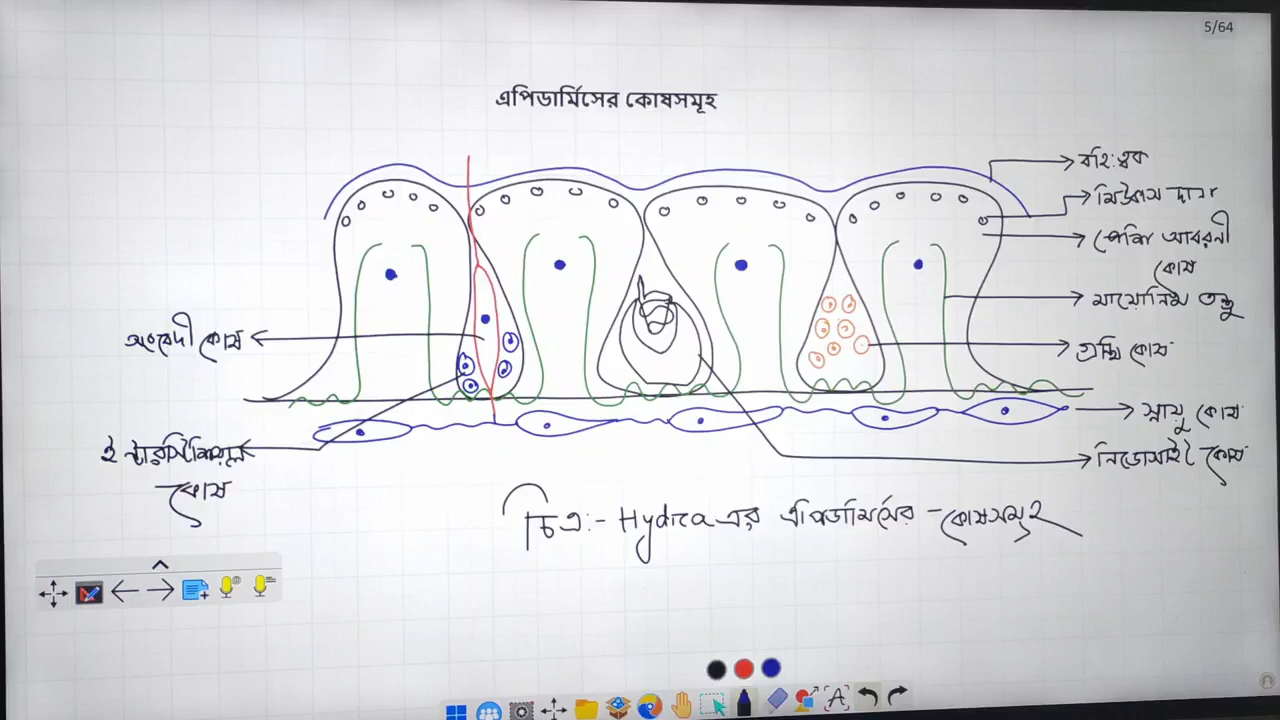 5/64
এপিডার্মিসের কোষসমূহ
বহিঃত্বক
মিউকাস দানা
পেশি আবরণী
কোষ
মায়োনিম তন্তু
সংবেদী কোষ
গ্রন্থি কোষ
স্নায়ু কোষ
ইন্টারস্টিশিয়াল
কোষ
নিডোসাইট কোষ
চিত্র:- Hydra এর এপিডার্মিসের কোষসমূহ
A